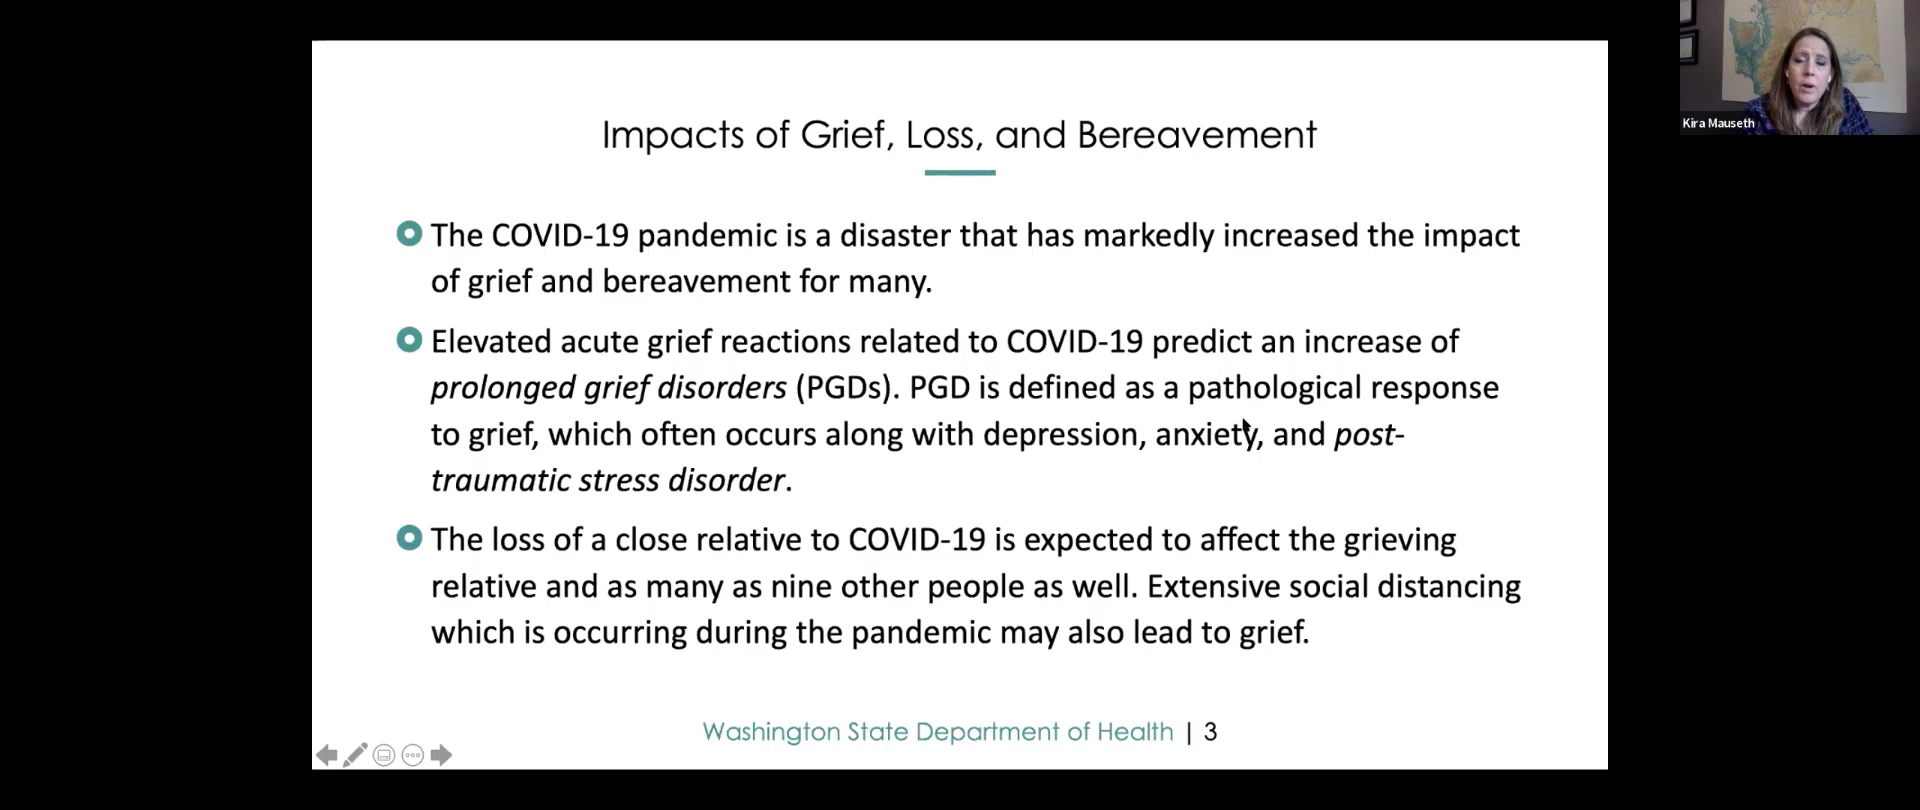 Impacts of Grief, Loss, and Bereavement
The COVID-19 pandemic is a disaster that has markedly increased the impact
of grief and bereavement for many.
Elevated acute grief reactions related to COVID-19 predict an increase of
prolonged grief disorders (PGDs). PGD is defined as a pathological response
to grief, which often occurs along with depression, anxiety, and post-
traumatic stress disorder.
The loss of a close relative to COVID-19 is expected to affect the grieving
relative and as many as nine other people as well. Extensive social distancing
which is occurring during the pandemic may also lead to grief.
Washington State Department of Health | 3
Kira Mauseth